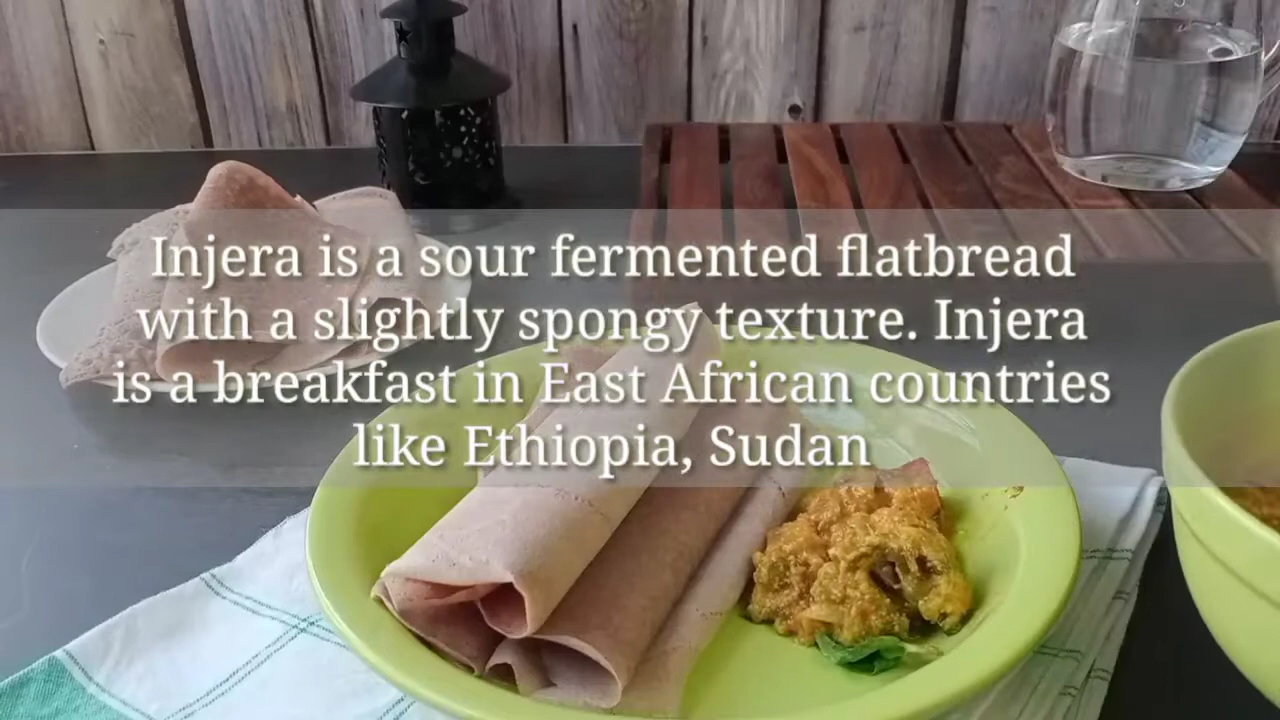 Injera is a sour fermented flatbread
with a slightly spongy texture. Injera
is a breakfast in East African countries
like Ethiopia, Sudan